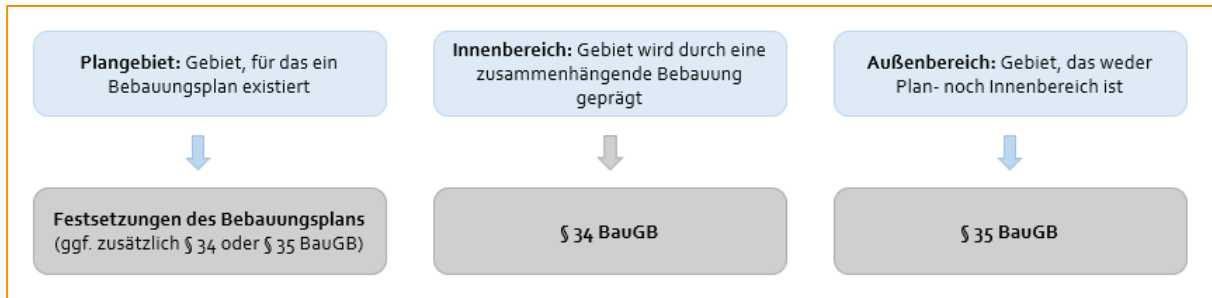 Plangebiet: Gebiet, für das ein
Bebauungsplan existiert
Innenbereich: Gebiet wird durch eine
zusammenhängende Bebauung
geprägt
Außenbereich: Gebiet, das weder
Plan- noch Innenbereich ist
Festsetzungen des Bebauungsplans
(ggf. zusätzlich § 34 oder § 35 BauGB)
§ 34 BauGB
§ 35 BauGB